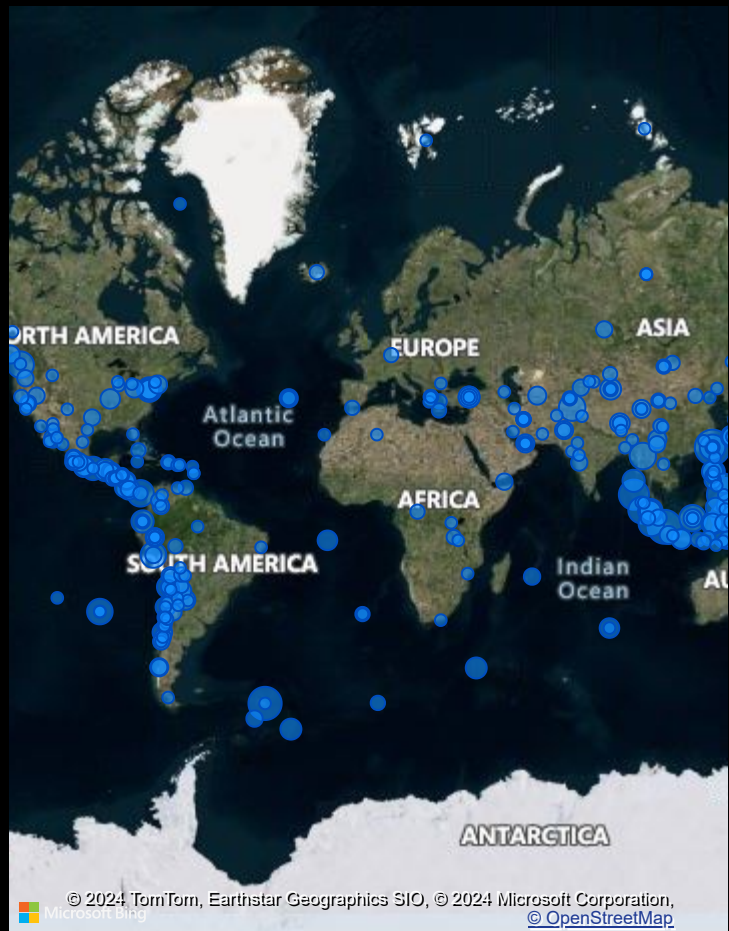 ORTH AMERICA
EUROPE
ASIA
Atlantic
Ocean
AFRICA
SOUTH AMERICA
Indian
Ocean
AU
ANTARCTICA
© 2024 TomTom, Earthstar Geographics SIO, © 2024 Microsoft Corporation,
Microsoft Bing
© OpenStreetMap